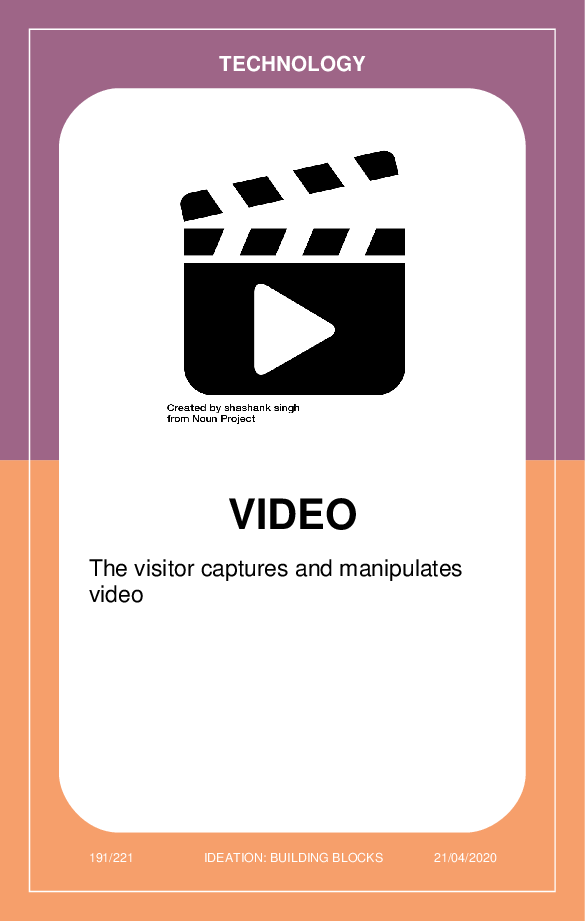 TECHNOLOGY
Created by shashank singh
from Noun Project
VIDEO
The visitor captures and manipulates
video
191/221 IDEATION: BUILDING BLOCKS 21/04/2020